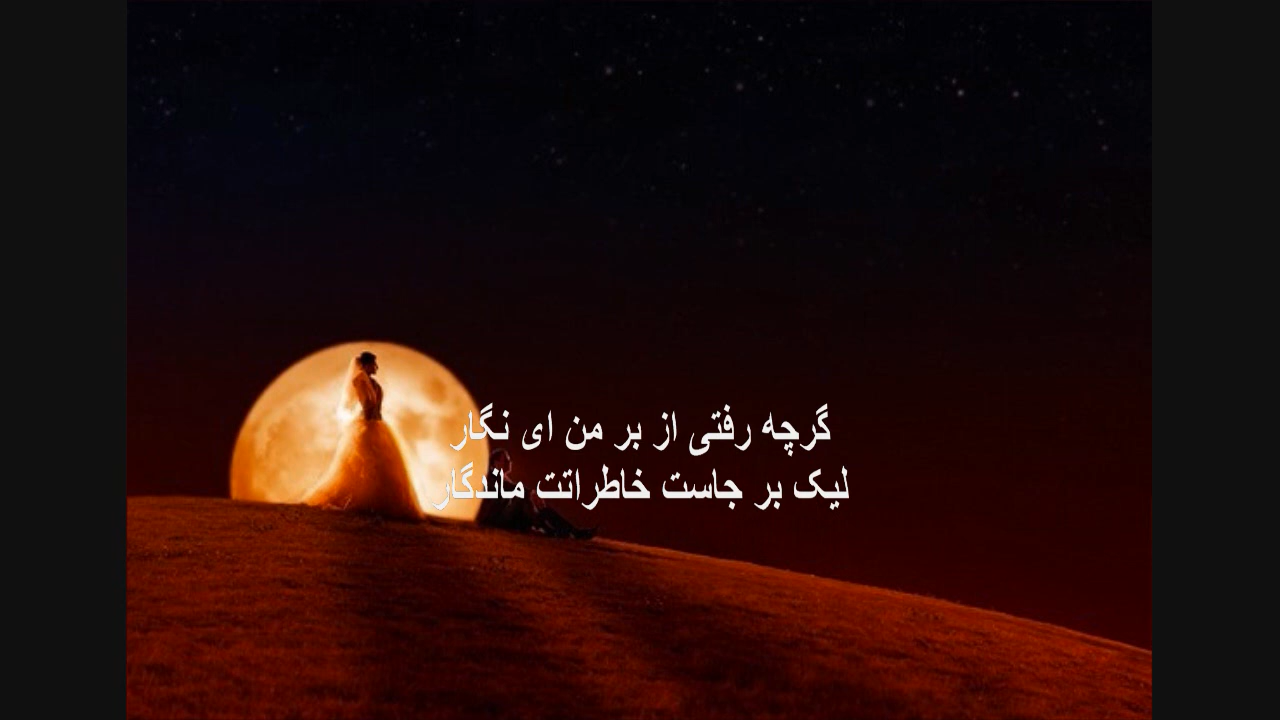 گرچه رفتی از بر من ای نگار
لیک بر جاست خاطراتت ماندگار